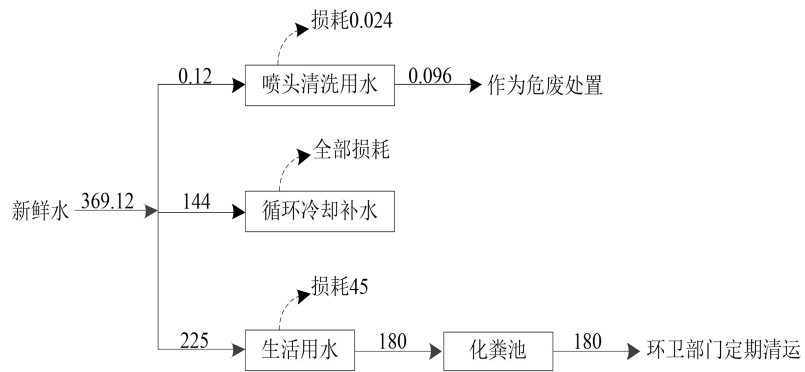 损耗0.024
0.12
喷头清洗用水
0.096
作为危废处置
全部损耗
新鲜水
369.12
144
循环冷却补水
损耗45
225
生活用水
180
化粪池
180
环卫部门定期清运